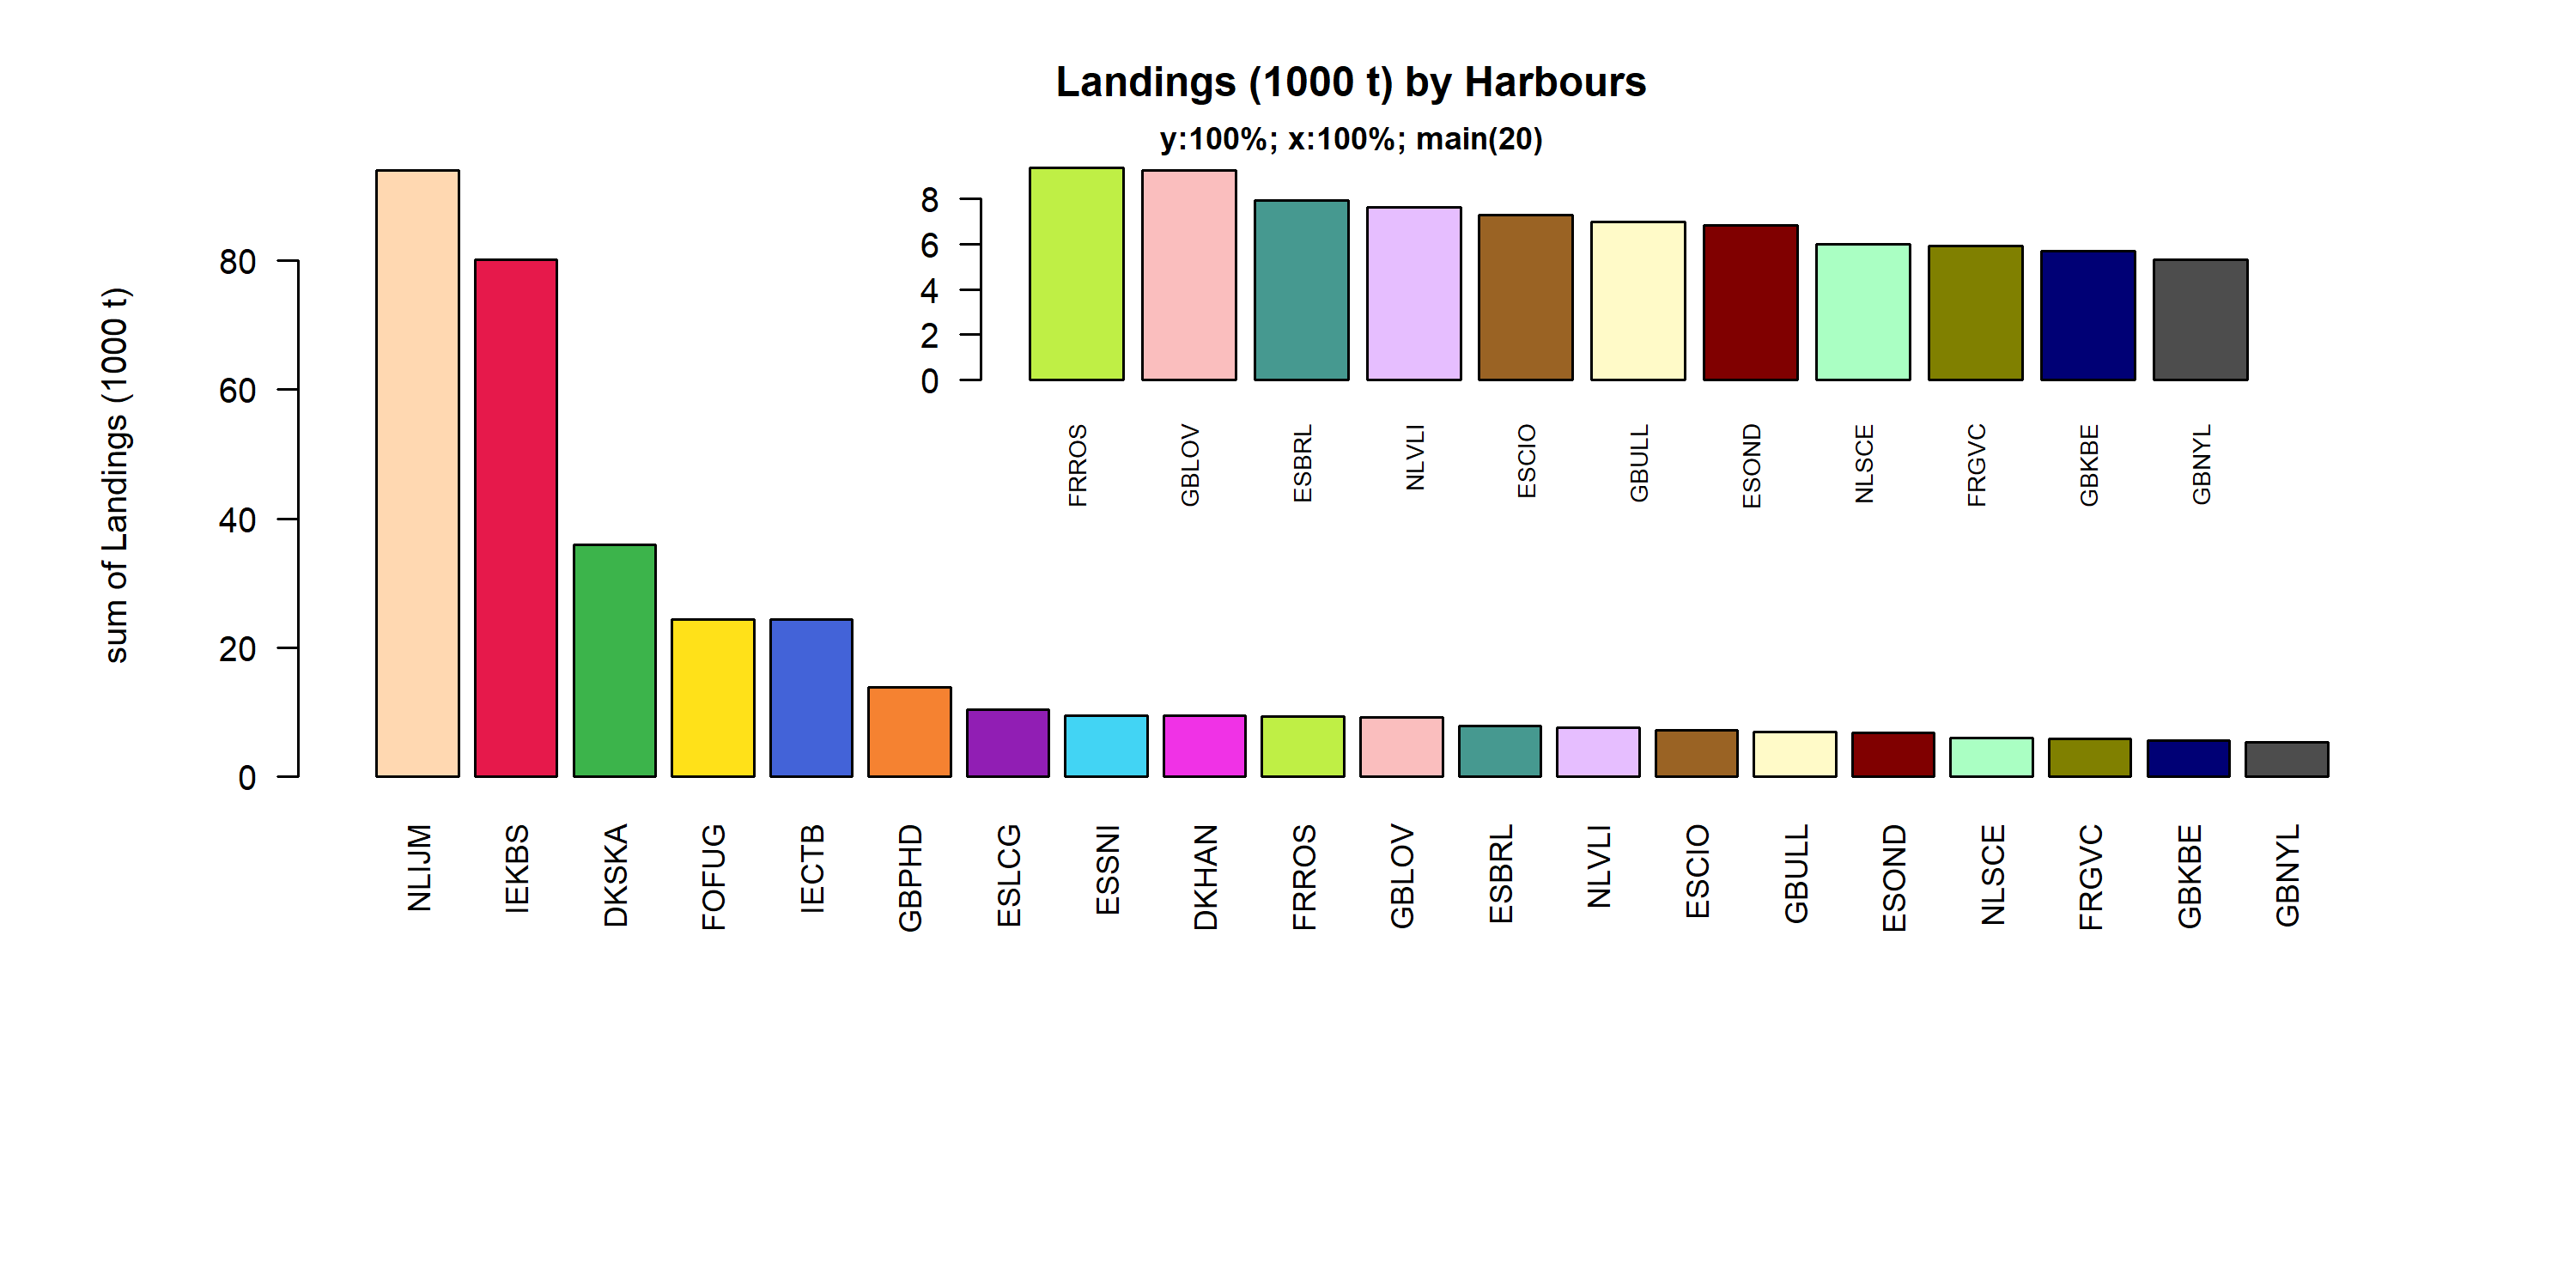 Landings (1000 t) by Harbours
y:100%; x:100%; main(20)
8
6
4
2
0
FRROS
GBLOV
ESBRL
NLVLI
ESCIO
GBULL
ESOND
NLSCE
FRGVC
GBKBE
GBNYL
sum of Landings (1000 t)
80
60
40
20
0
NLIJM
IEKBS
DKSKA
FOFUG
IECTB
GBPHD
ESLCG
ESSNI
DKHAN
FRROS
GBLOV
ESBRL
NLVLI
ESCIO
GBULL
ESOND
NLSCE
FRGVC
GBKBE
GBNYL